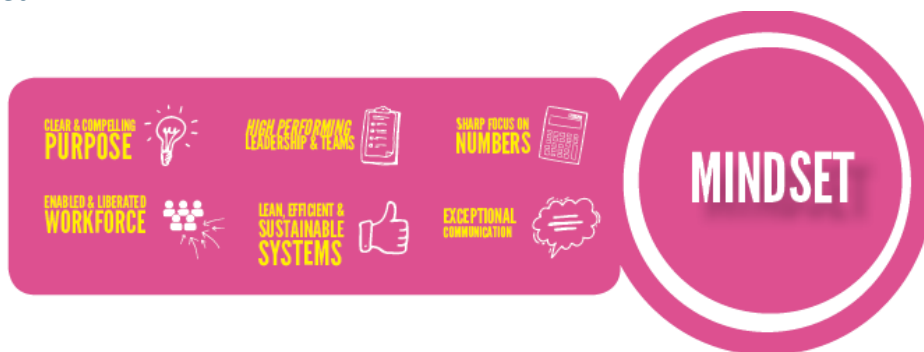 CLEAR & COMPELLING
PURPOSE
HIGH PERFORMING
LEADERSHIP & TEAMS
SHARP FOCUS ON
NUMBERS
ENABLED & LIBERATED
WORKFORCE
LEAN, EFFICIENT &
SUSTAINABLE
SYSTEMS
EXCEPTIONAL
COMMUNICATION
MINDSET